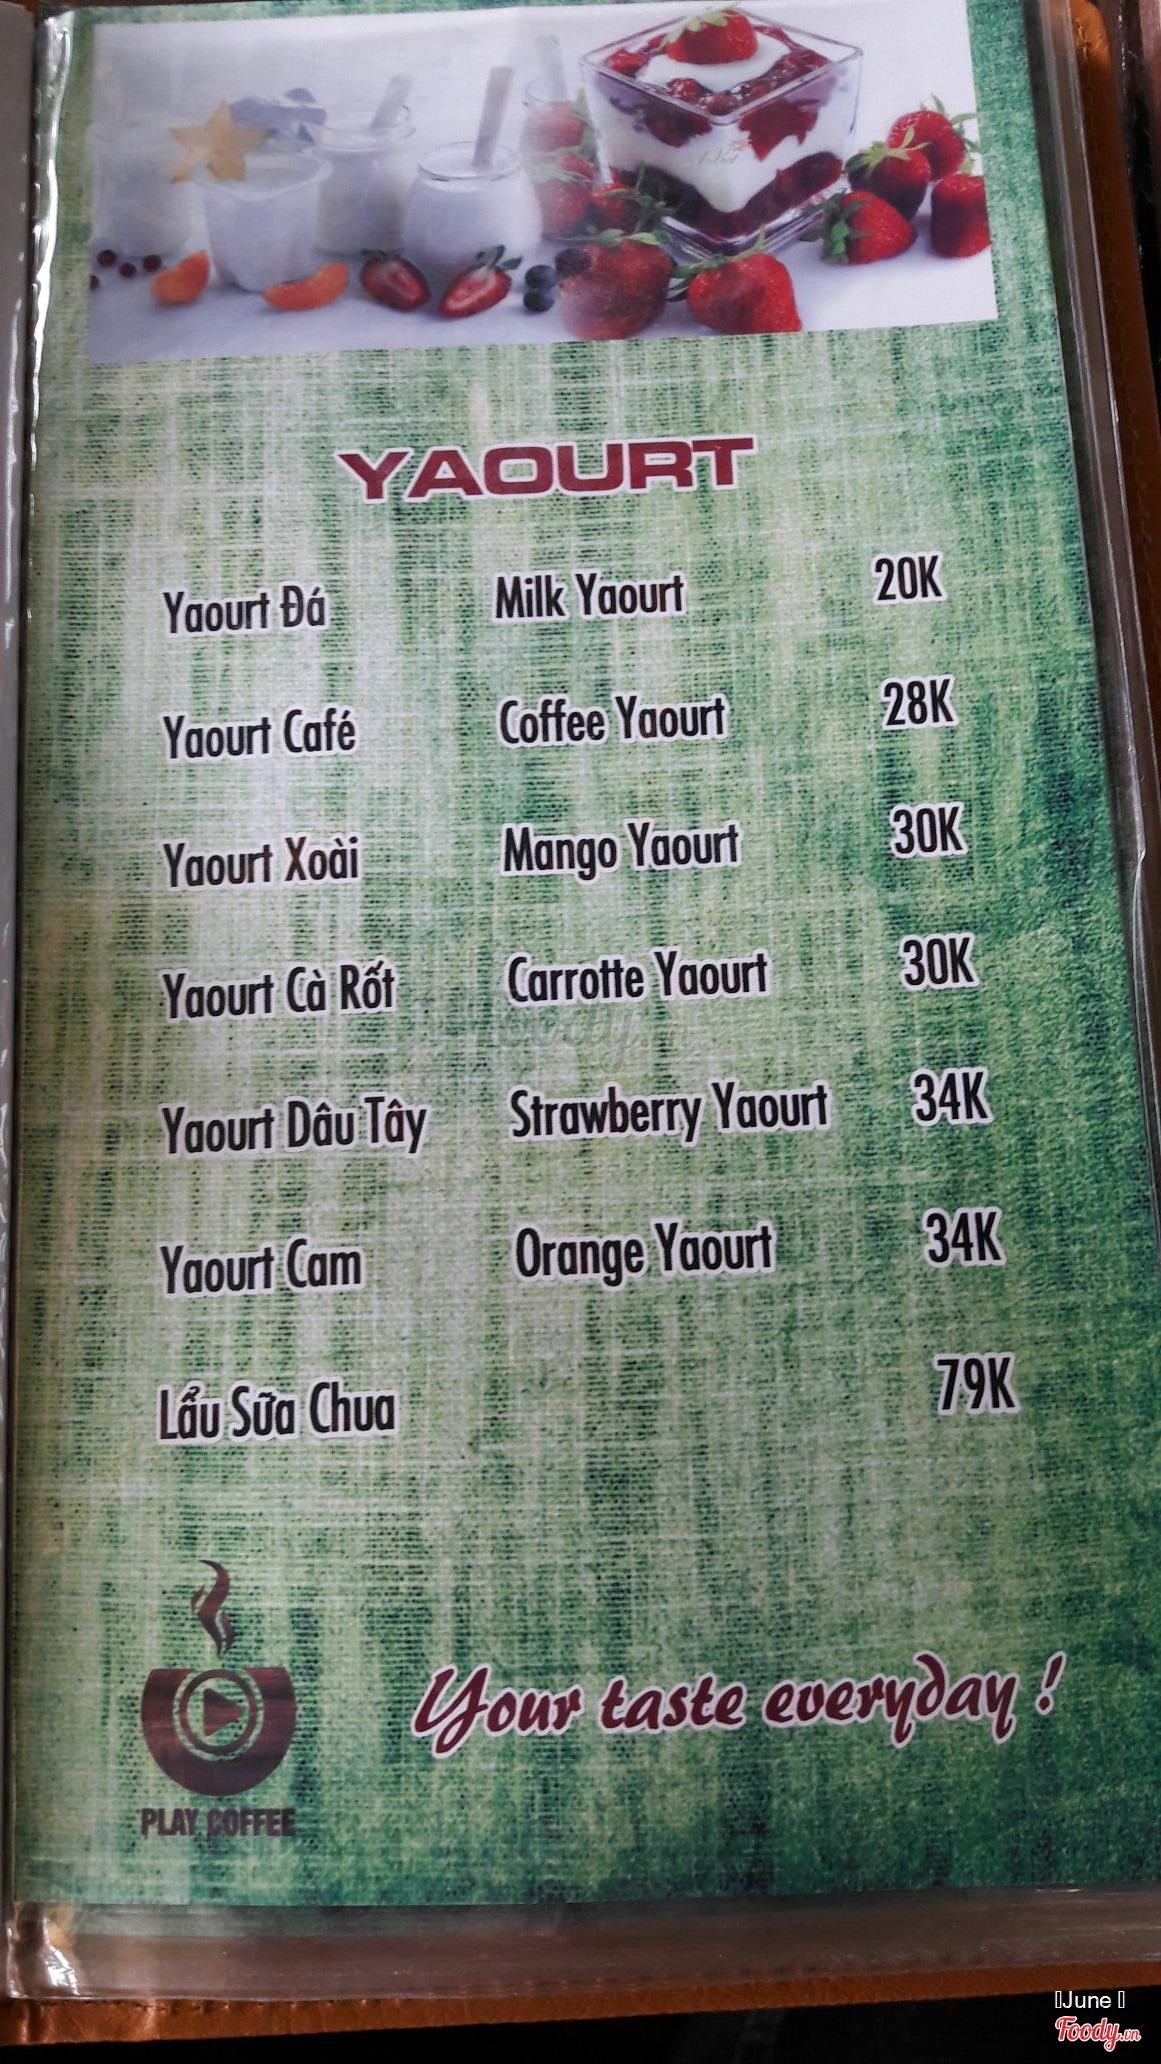 YAOURT
Yaourt Đá Milk Yaourt 20K
Yaourt Café Coffee Yaourt 28K
Yaourt Xoài Mango Yaourt 30K
Yaourt Cà Rốt Carrotte Yaourt 30K
Yaourt Dâu Tây Strawberry Yaourt 34K
Yaourt Cam Orange Yaourt 34K
Lẩu Sữa Chua 79K
Your taste everyday !
PLAY COFFEE
June
Foody.vn